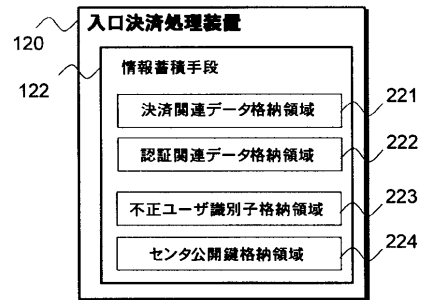 入口決済処理装置
120
情報蓄積手段
122
決済関連データ格納領域
221
認証関連データ格納領域
222
不正ユーザ識別子格納領域
223
センタ公開鍵格納領域
224